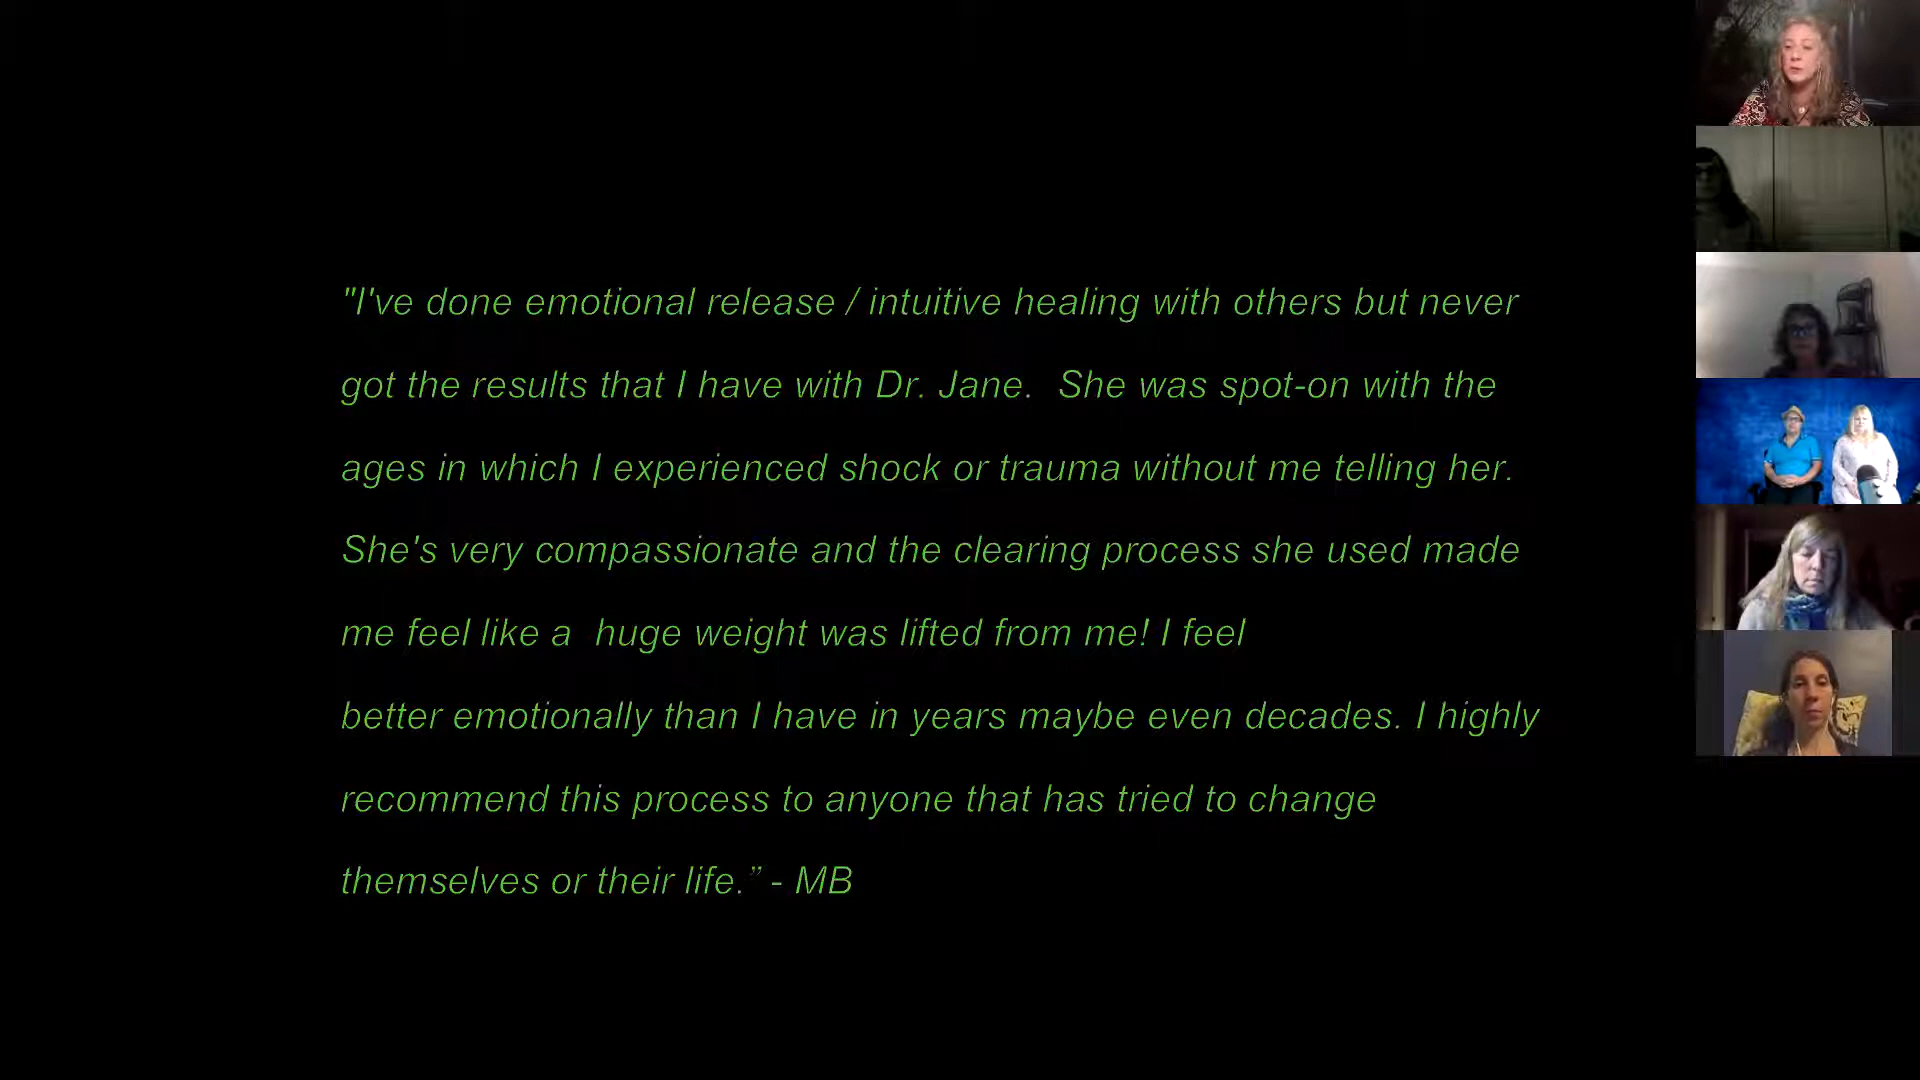 "I've done emotional release / intuitive healing with others but never
got the results that I have with Dr. Jane.  She was spot-on with the
ages in which I experienced shock or trauma without me telling her.
She's very compassionate and the clearing process she used made
me feel like a  huge weight was lifted from me! I feel
better emotionally than I have in years maybe even decades. I highly
recommend this process to anyone that has tried to change
themselves or their life.” - MB